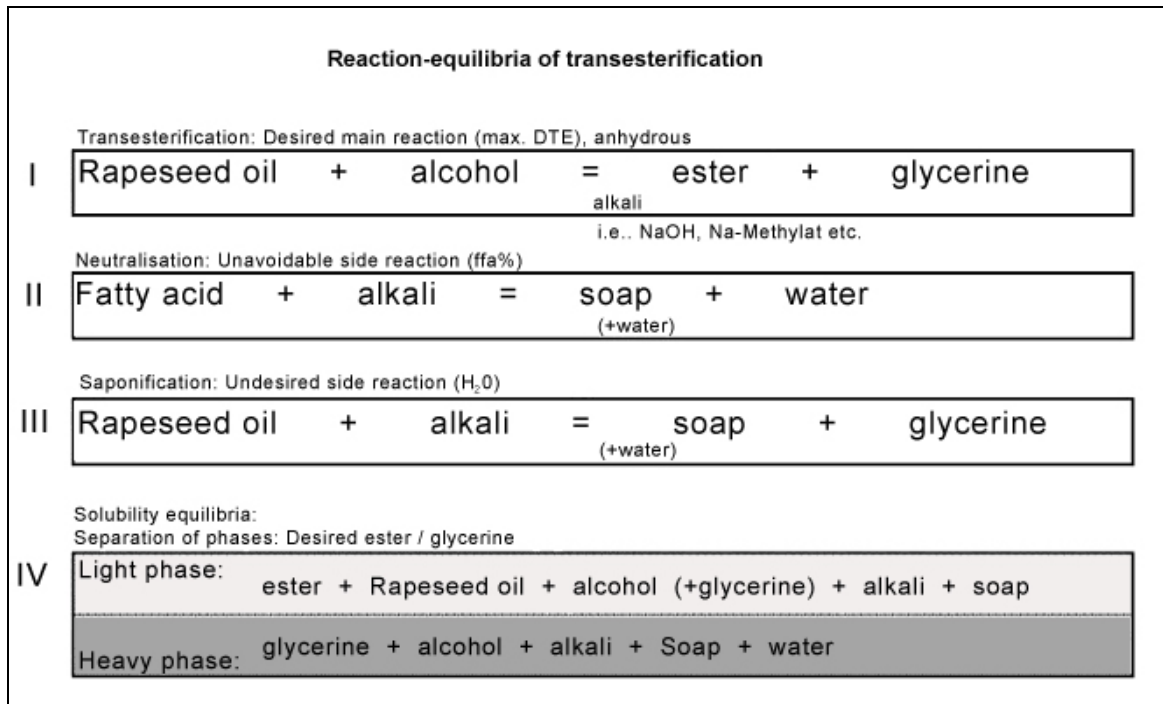 Reaction-equilibria of transesterification
Transesterification: Desired main reaction (max. DTE), anhydrous
I Rapeseed oil + alcohol = ester + glycerine
alkali
i.e.. NaOH, Na-Methylat etc.
Neutralisation: Unavoidable side reaction (ffa%)
II Fatty acid + alkali = soap + water
(+water)
Saponification: Undesired side reaction (H₂0)
III Rapeseed oil + alkali = soap + glycerine
(+water)
Solubility equilibria:
Separation of phases: Desired ester / glycerine
IV Light phase: ester + Rapeseed oil + alcohol (+glycerine) + alkali + soap
Heavy phase: glycerine + alcohol + alkali + Soap + water